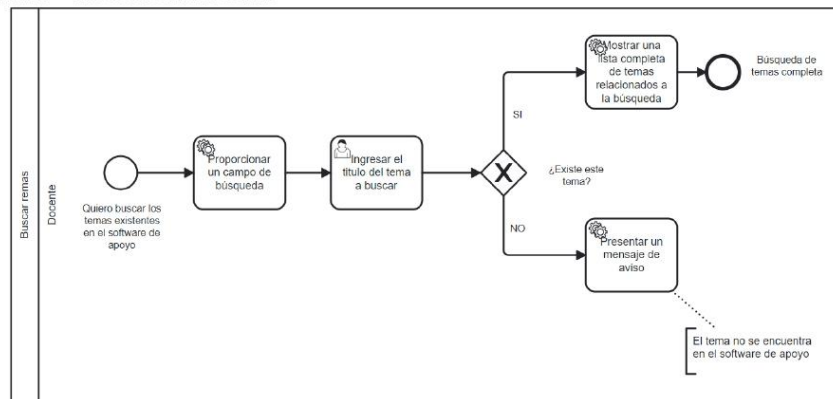 Buscar remas
Docente
Quiero buscar los
temas existentes
en el software de
apoyo
Proporcionar
un campo de
búsqueda
Ingresar el
titulo del tema
a buscar
X
¿Existe este
tema?
SI
Mostrar una
lista completa
de temas
relacionados a
la búsqueda
Búsqueda de
temas completa
NO
Presentar un
mensaje de
aviso
El tema no se encuentra
en el software de apoyo